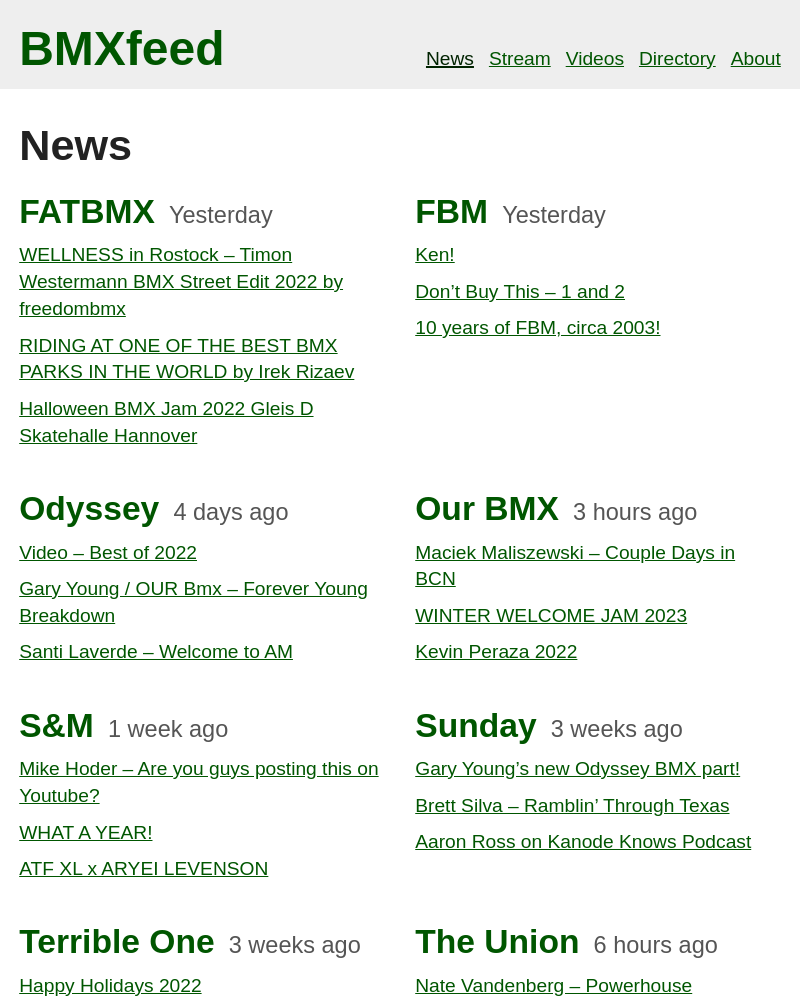 BMXfeed
News Stream Videos Directory About
News
FATBMX Yesterday
WELLNESS in Rostock – Timon
Westermann BMX Street Edit 2022 by
freedombmx
RIDING AT ONE OF THE BEST BMX
PARKS IN THE WORLD by Irek Rizaev
Halloween BMX Jam 2022 Gleis D
Skatehalle Hannover
FBM Yesterday
Ken!
Don’t Buy This – 1 and 2
10 years of FBM, circa 2003!
Odyssey 4 days ago
Video – Best of 2022
Gary Young / OUR Bmx – Forever Young
Breakdown
Santi Laverde – Welcome to AM
Our BMX 3 hours ago
Maciek Maliszewski – Couple Days in
BCN
WINTER WELCOME JAM 2023
Kevin Peraza 2022
S&M 1 week ago
Mike Hoder – Are you guys posting this on
Youtube?
WHAT A YEAR!
ATF XL x ARYEI LEVENSON
Sunday 3 weeks ago
Gary Young’s new Odyssey BMX part!
Brett Silva – Ramblin’ Through Texas
Aaron Ross on Kanode Knows Podcast
Terrible One 3 weeks ago
Happy Holidays 2022
The Union 6 hours ago
Nate Vandenberg – Powerhouse